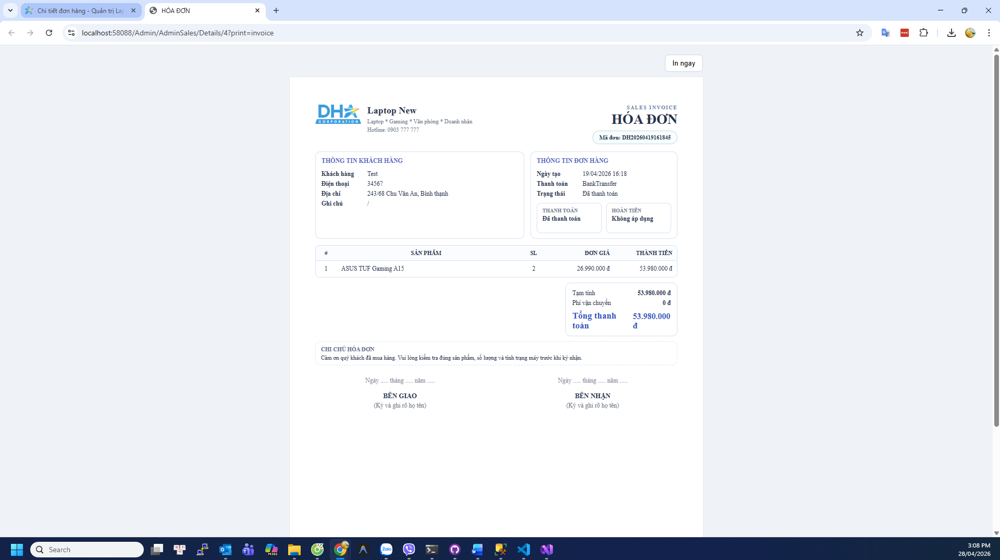 Chi tiết đơn hàng - Quản trị Lap
HÓA ĐƠN
localhost:58088/Admin/AdminSales/Details/4?print=invoice
In ngay
DHA
CORPORATION
Laptop New
Laptop * Gaming * Văn phòng * Doanh nhân
Hotline: 0903 777 777
SALES INVOICE
HÓA ĐƠN
Mã đơn: DH20260419161845
THÔNG TIN KHÁCH HÀNG
Khách hàng Test
Điện thoại 34567
Địa chỉ 243/68 Chu Văn An, Bình thạnh
Ghi chú /
THÔNG TIN ĐƠN HÀNG
Ngày tạo 19/04/2026 16:18
Thanh toán BankTransfer
Trạng thái Đã thanh toán
THANH TOÁN
Đã thanh toán
HOÀN TIỀN
Không áp dụng
# SẢN PHẨM SL ĐƠN GIÁ THÀNH TIỀN
1 ASUS TUF Gaming A15 2 26.990.000 đ 53.980.000 đ
Tạm tính 53.980.000 đ
Phí vận chuyển 0 đ
Tổng thanh 53.980.000
toán đ
CHI CHÚ HÓA ĐƠN
Cảm ơn quý khách đã mua hàng. Vui lòng kiểm tra đúng sản phẩm, số lượng và tình trạng máy trước khi ký nhận.
Ngày ..... tháng ..... năm .....
BÊN GIAO
(Ký và ghi rõ họ tên)
Ngày ..... tháng ..... năm .....
BÊN NHẬN
(Ký và ghi rõ họ tên)
Search
M365
Zalo
3:08 PM
28/04/2026